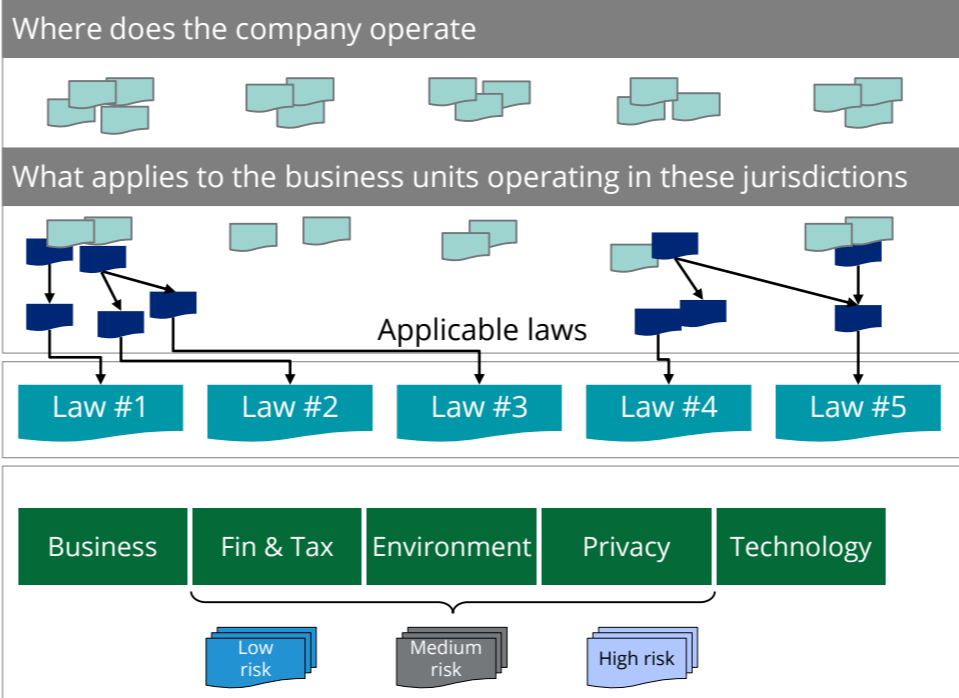 Where does the company operate
What applies to the business units operating in these jurisdictions
Applicable laws
Law #1
Law #2
Law #3
Law #4
Law #5
Business
Fin & Tax
Environment
Privacy
Technology
Low
risk
Medium
risk
High risk